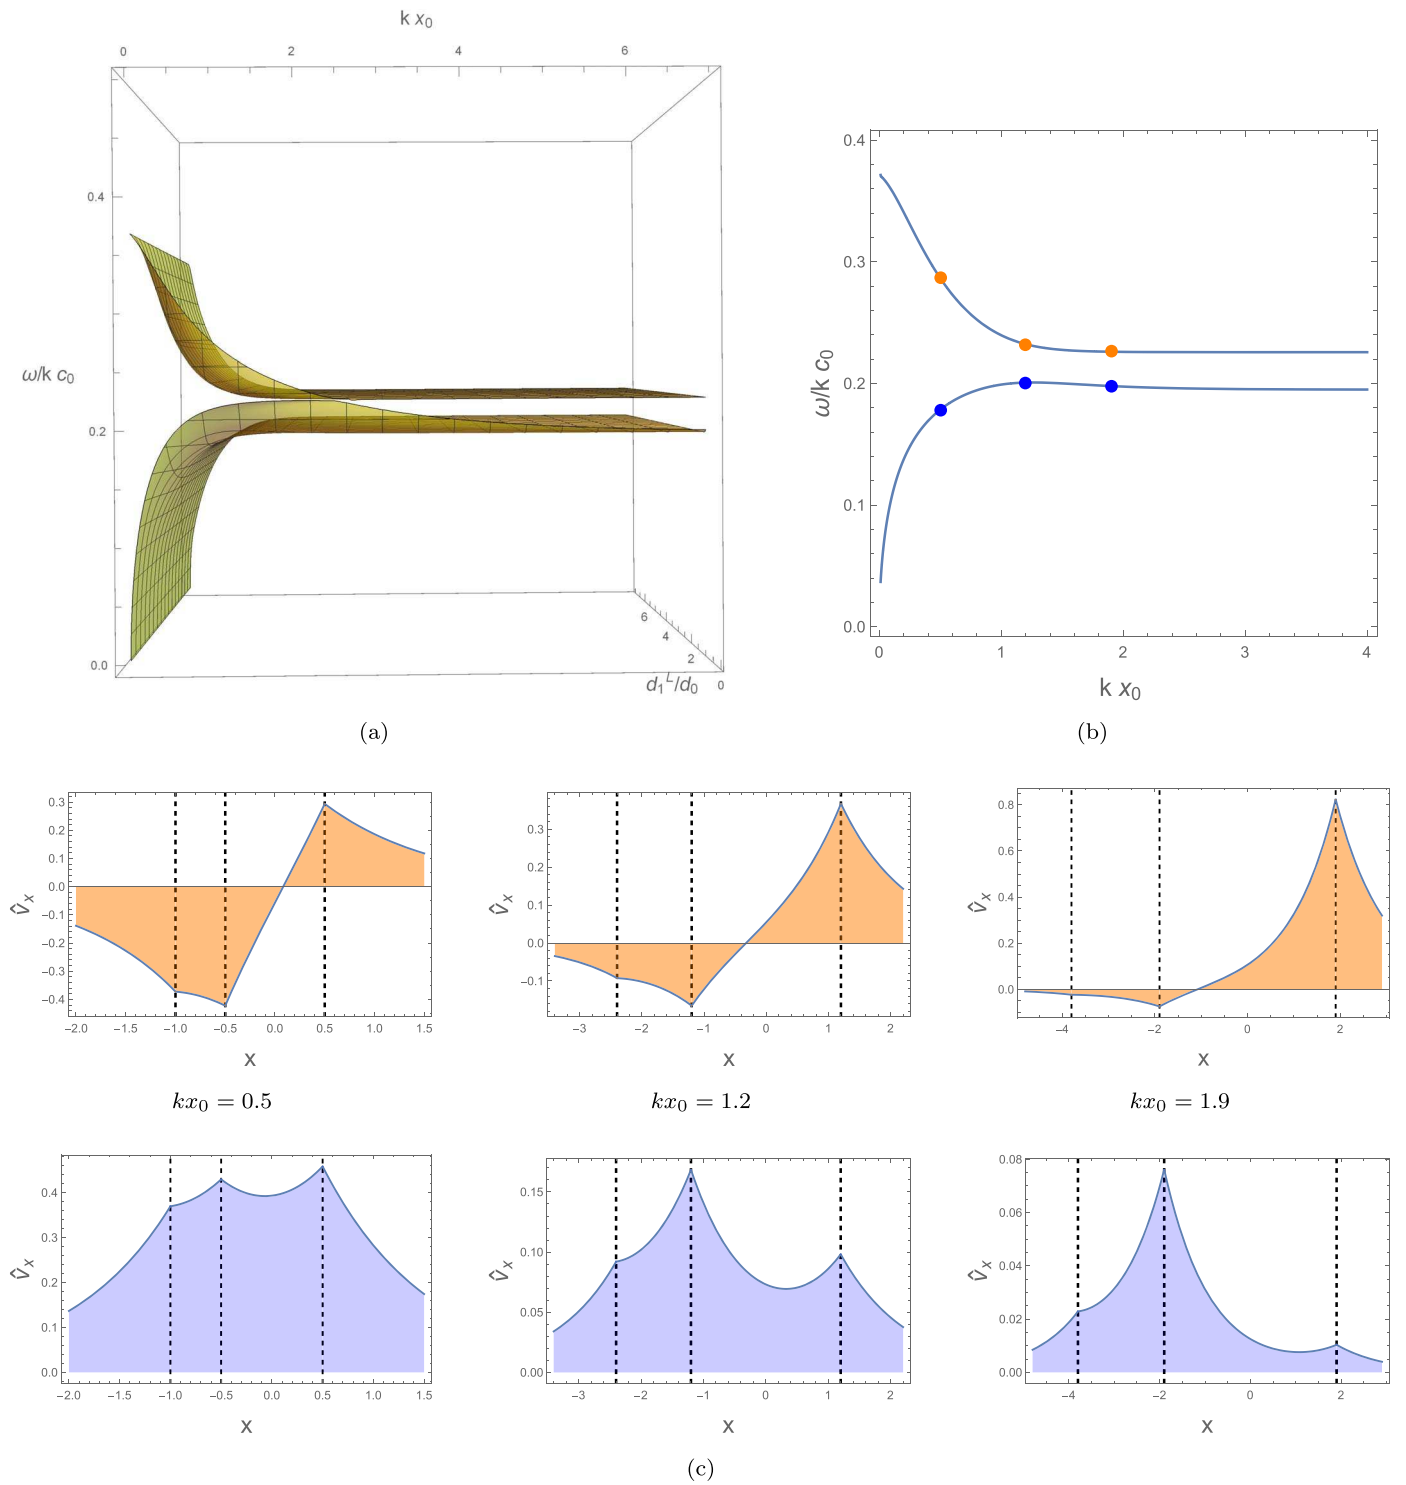 k x₀
0 2 4 6
0.4
ω/k c₀
0.2
0.0
6
4
2
0
d₁ᴸ/d₀
(a)
0.4
0.3
0.2
0.1
0.0
ω/k c₀
0 1 2 3 4
k x₀
(b)
0.3
0.2
0.1
0.0
−0.1
−0.2
−0.3
−0.4
v̂ₓ
−2.0 −1.5 −1.0 −0.5 0.0 0.5 1.0 1.5
x
0.3
0.2
0.1
0.0
−0.1
v̂ₓ
−3 −2 −1 0 1 2
x
0.8
0.6
0.4
0.2
0.0
v̂ₓ
−4 −2 0 2
x
kx₀ = 0.5 kx₀ = 1.2 kx₀ = 1.9
0.4
0.3
0.2
0.1
0.0
v̂ₓ
−2.0 −1.5 −1.0 −0.5 0.0 0.5 1.0 1.5
x
0.15
0.10
0.05
0.00
v̂ₓ
−3 −2 −1 0 1 2
x
0.08
0.06
0.04
0.02
0.00
v̂ₓ
−4 −2 0 2
x
(c)